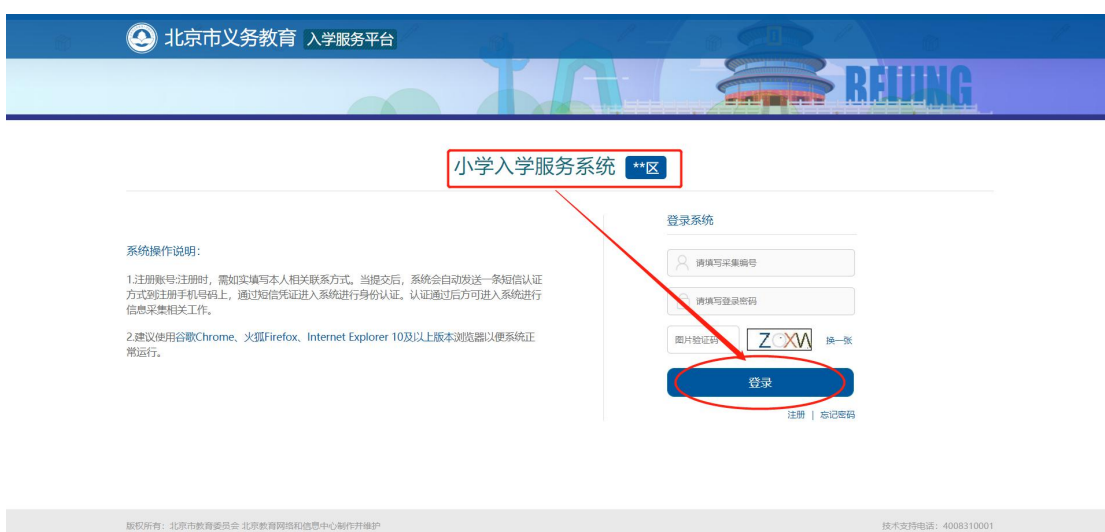 北京市义务教育 入学服务平台
BEIJING
小学入学服务系统 **区
登录系统
系统操作说明：
请填写采集编号
1.注册账号:注册时，需如实填写本人相关联系方式。当提交后，系统会自动发送一条短信认证
方式到注册手机号码上，通过短信凭证进入系统进行身份认证。认证通过后方可进入系统进行
信息采集相关工作。
请填写登录密码
2.建议使用谷歌Chrome、火狐Firefox、Internet Explorer 10及以上版本浏览器以便系统正
常运行。
图片验证码 换一张
登录
注册 | 忘记密码
版权所有：北京市教育委员会 北京教育网络和信息中心制作并维护 技术支持电话：4008310001